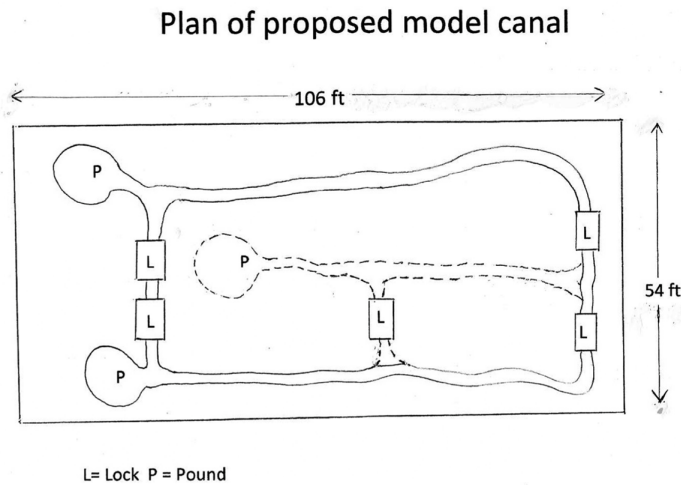 Plan of proposed model canal
106 ft
P
L
L
P
L
54 ft
L
L
P
L= Lock P = Pound